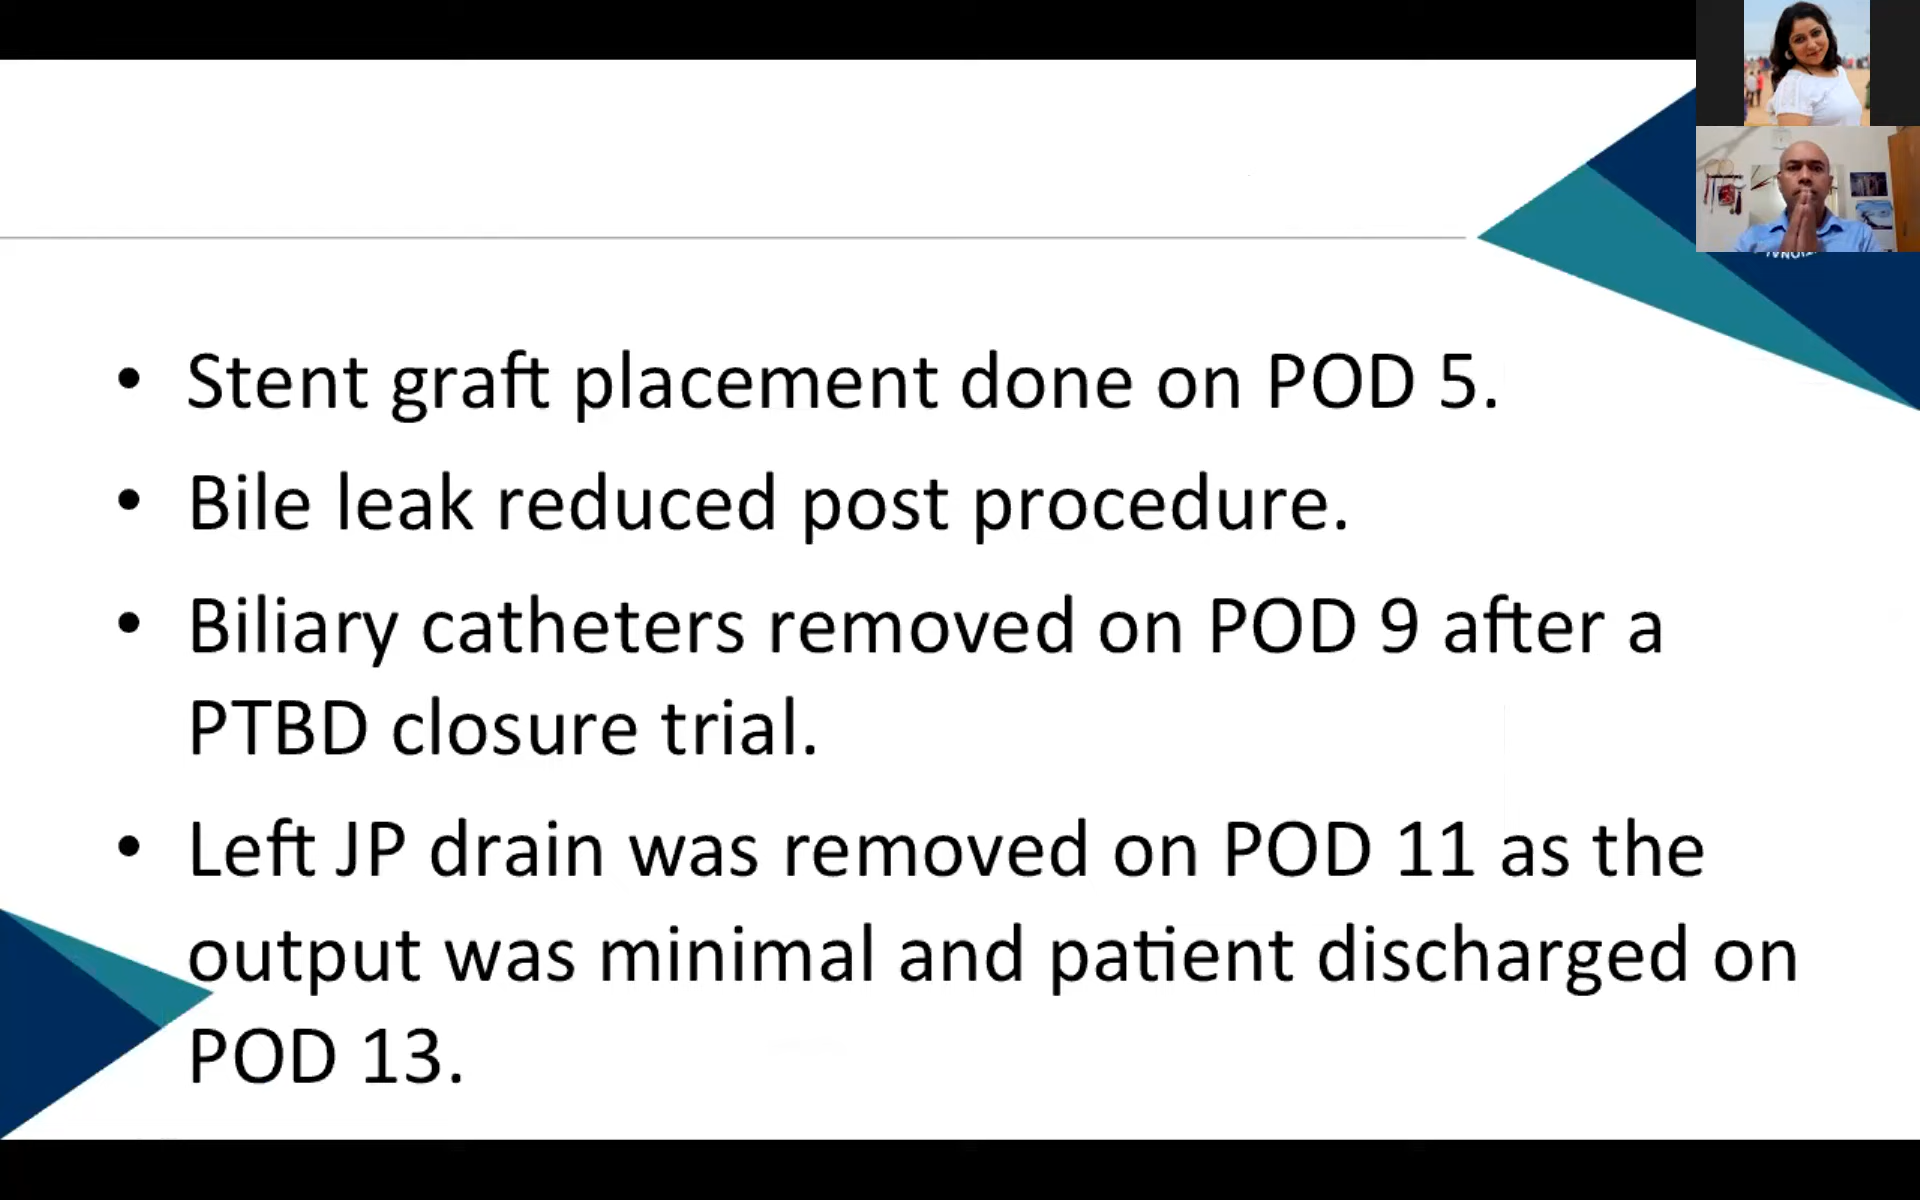 • Stent graft placement done on POD 5.
• Bile leak reduced post procedure.
• Biliary catheters removed on POD 9 after a
PTBD closure trial.
• Left JP drain was removed on POD 11 as the
output was minimal and patient discharged on
POD 13.